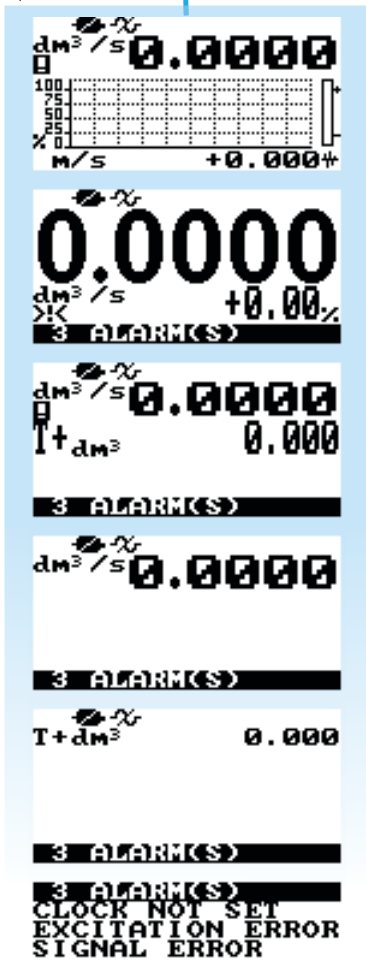 dm³/s 0.0000
100
75
50
25
% 0
m/s +0.000
0.0000
dm³/s +0.00%
3 ALARM(S)
dm³/s 0.0000
T+ dm³ 0.000
3 ALARM(S)
dm³/s 0.0000
3 ALARM(S)
T+dm³ 0.000
3 ALARM(S)
3 ALARM(S)
CLOCK NOT SET
EXCITATION ERROR
SIGNAL ERROR